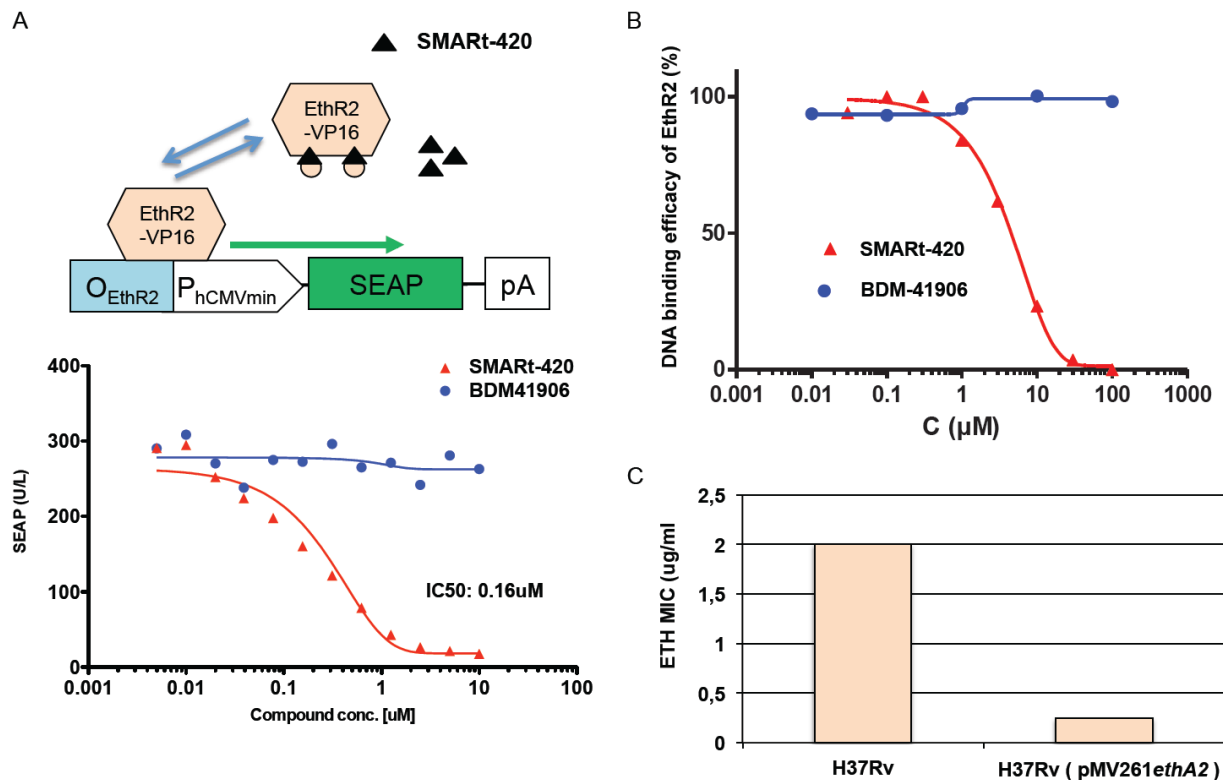 A
SMARt-420
EthR2
-VP16
EthR2
-VP16
OEthR2
PhCMVmin
SEAP
pA
400
300
200
100
0
SEAP (U/L)
SMARt-420
BDM41906
IC50: 0.16uM
0.001 0.01 0.1 1 10 100
Compound conc. [uM]
B
DNA binding efficacy of EthR2 (%)
100
50
0
SMARt-420
BDM-41906
0.001 0.01 0.1 1 10 100 1000
C (µM)
C
ETH MIC (ug/ml)
2,5
2
1,5
1
0,5
0
H37Rv H37Rv ( pMV261ethA2 )